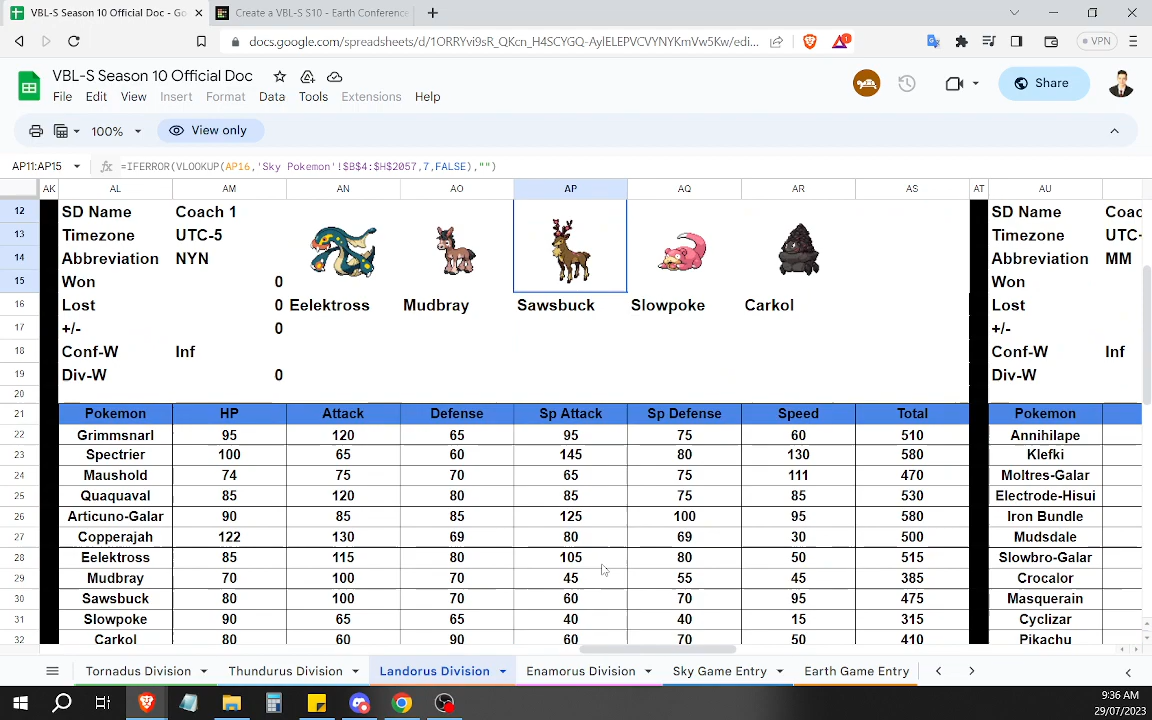 VBL-S Season 10 Official Doc - Go
Create a VBL-S S10 - Earth Conference
docs.google.com/spreadsheets/d/1ORRYvi9sR_QKcn_H4SCYGQ-AylELEPVCVYNYKmVw5Kw/edi...
VPN
VBL-S Season 10 Official Doc
File Edit View Insert Format Data Tools Extensions Help
Share
100% View only
AP11:AP15 fx =IFERROR(VLOOKUP(AP16,'Sky Pokemon'!$B$4:$H$2057,7,FALSE),"")
AK AL AM AN AO AP AQ AR AS AT AU
12 SD Name Coach 1 SD Name Coac
13 Timezone UTC-5 Timezone UTC-
14 Abbreviation NYN Abbreviation MM
15 Won 0 Won
16 Lost 0 Eelektross Mudbray Sawsbuck Slowpoke Carkol Lost
17 +/- 0 +/-
18 Conf-W Inf Conf-W Inf
19 Div-W 0 Div-W
20
21 Pokemon HP Attack Defense Sp Attack Sp Defense Speed Total Pokemon
22 Grimmsnarl 95 120 65 95 75 60 510 Annihilape
23 Spectrier 100 65 60 145 80 130 580 Klefki
24 Maushold 74 75 70 65 75 111 470 Moltres-Galar
25 Quaquaval 85 120 80 85 75 85 530 Electrode-Hisui
26 Articuno-Galar 90 85 85 125 100 95 580 Iron Bundle
27 Copperajah 122 130 69 80 69 30 500 Mudsdale
28 Eelektross 85 115 80 105 80 50 515 Slowbro-Galar
29 Mudbray 70 100 70 45 55 45 385 Crocalor
30 Sawsbuck 80 100 70 60 70 95 475 Masquerain
31 Slowpoke 90 65 65 40 40 15 315 Cyclizar
32 Carkol 80 60 90 60 70 50 410 Pikachu
Tornadus Division Thundurus Division Landorus Division Enamorus Division Sky Game Entry Earth Game Entry
9:36 AM
29/07/2023